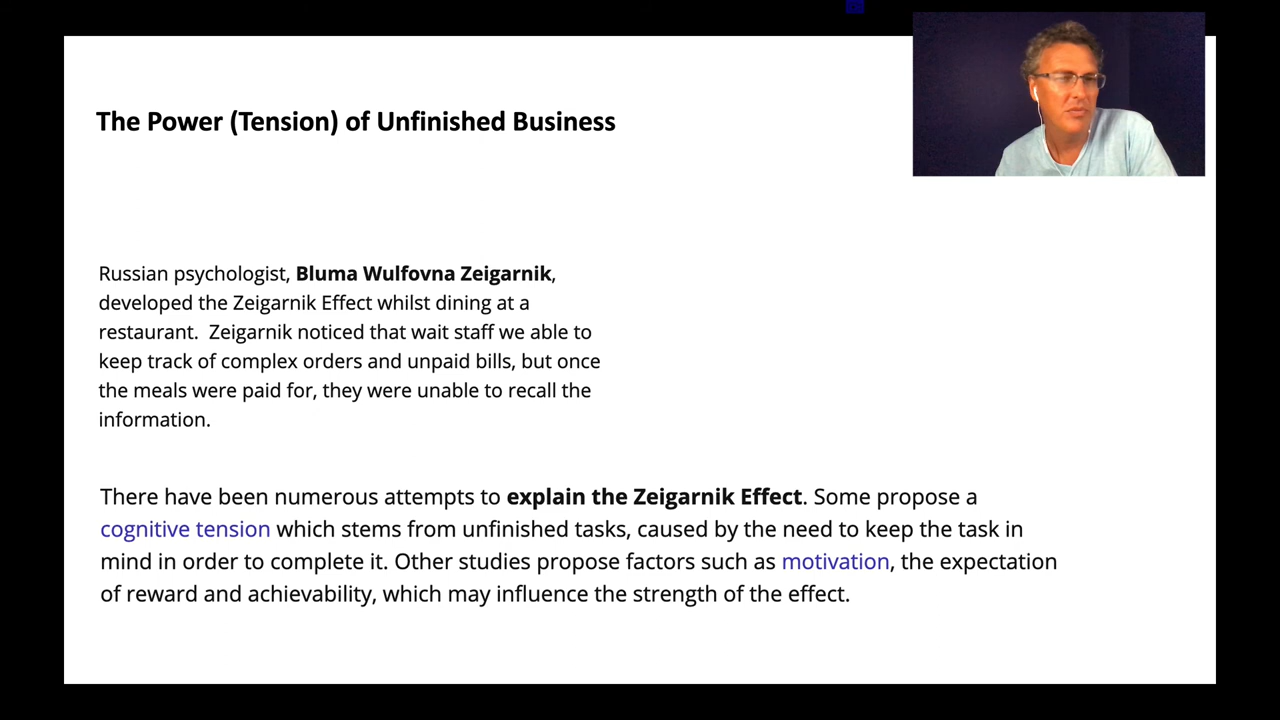 The Power (Tension) of Unfinished Business
Russian psychologist, Bluma Wulfovna Zeigarnik,
developed the Zeigarnik Effect whilst dining at a
restaurant.  Zeigarnik noticed that wait staff we able to
keep track of complex orders and unpaid bills, but once
the meals were paid for, they were unable to recall the
information.
There have been numerous attempts to explain the Zeigarnik Effect. Some propose a
cognitive tension which stems from unfinished tasks, caused by the need to keep the task in
mind in order to complete it. Other studies propose factors such as motivation, the expectation
of reward and achievability, which may influence the strength of the effect.